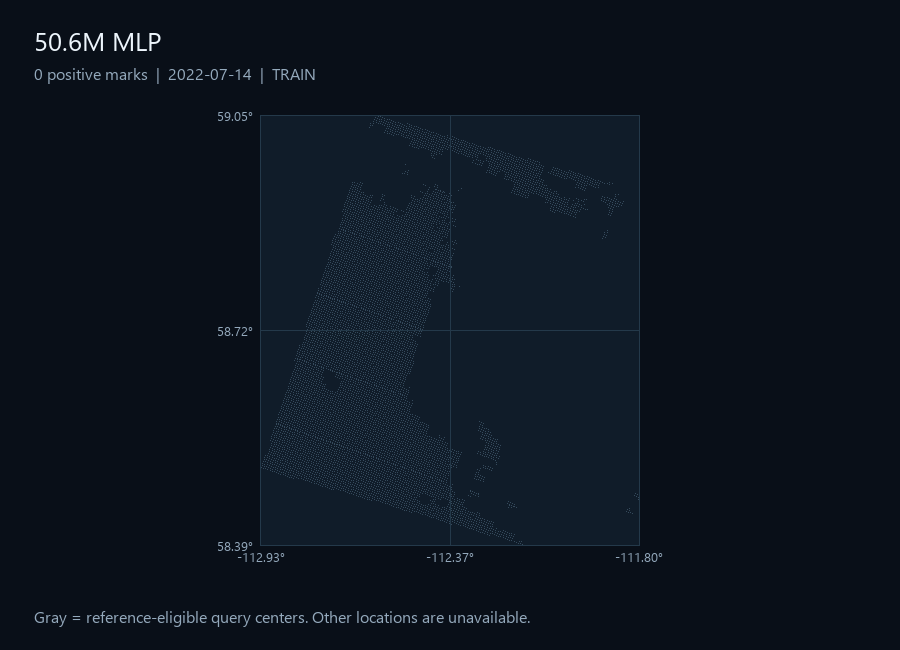 50.6M MLP
0 positive marks | 2022-07-14 | TRAIN
59.05°
58.72°
58.39°
-112.93°
-112.37°
-111.80°
Gray = reference-eligible query centers. Other locations are unavailable.